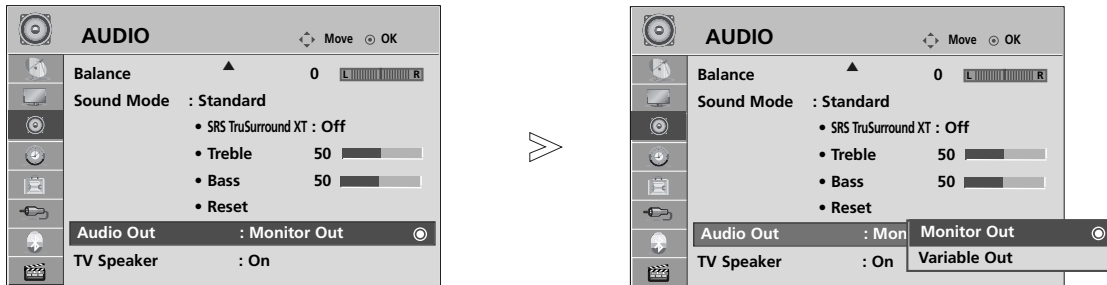 AUDIO Move OK
Balance 0 L R
Sound Mode : Standard
• SRS TruSurround XT : Off
• Treble 50
• Bass 50
• Reset
Audio Out : Monitor Out
TV Speaker : On
AUDIO Move OK
Balance 0 L R
Sound Mode : Standard
• SRS TruSurround XT : Off
• Treble 50
• Bass 50
• Reset
Audio Out : Mon Monitor Out
TV Speaker : On Variable Out